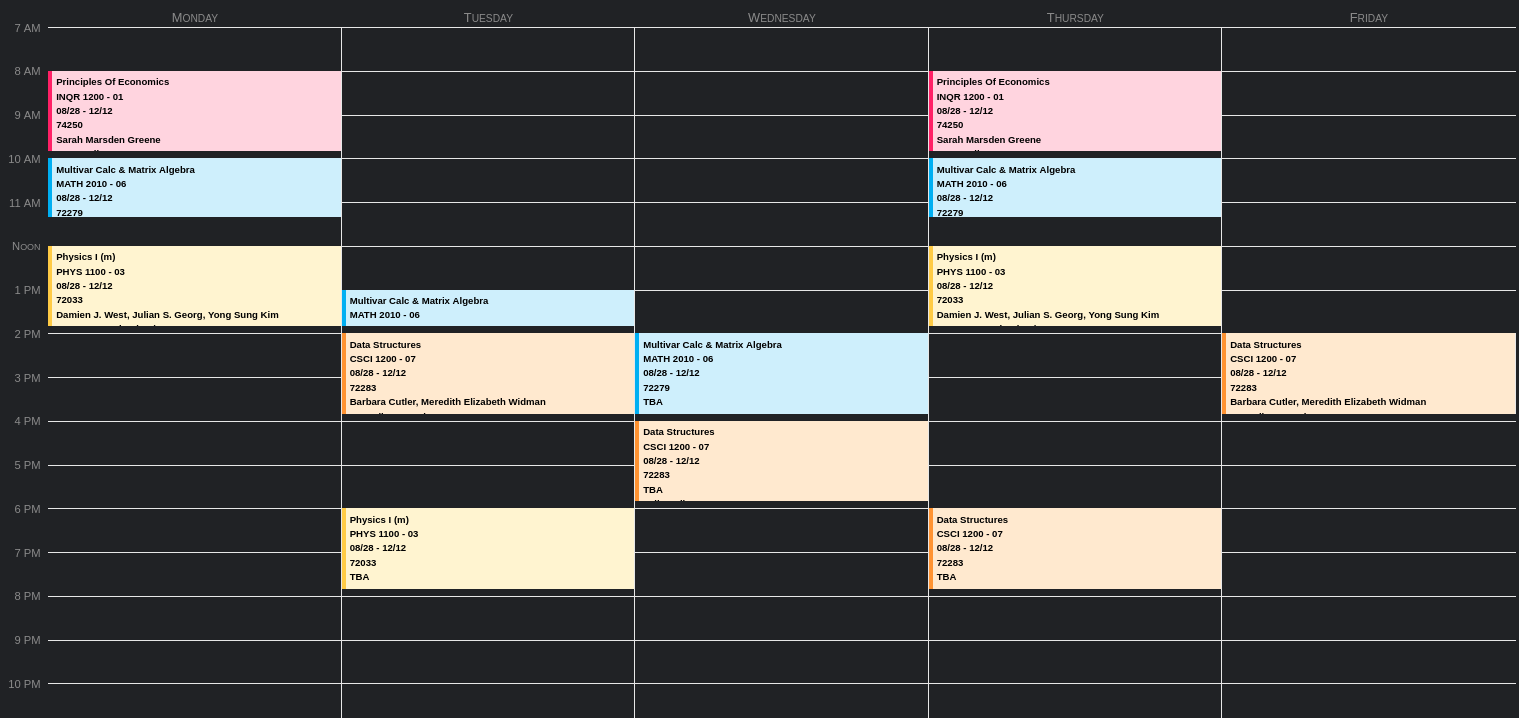 Monday
Tuesday
Wednesday
Thursday
Friday
7 AM
8 AM
9 AM
10 AM
11 AM
Noon
1 PM
2 PM
3 PM
4 PM
5 PM
6 PM
7 PM
8 PM
9 PM
10 PM
Principles Of Economics
INQR 1200 - 01
08/28 - 12/12
74250
Sarah Marsden Greene
Multivar Calc & Matrix Algebra
MATH 2010 - 06
08/28 - 12/12
72279
Physics I (m)
PHYS 1100 - 03
08/28 - 12/12
72033
Damien J. West, Julian S. Georg, Yong Sung Kim
Multivar Calc & Matrix Algebra
MATH 2010 - 06
Data Structures
CSCI 1200 - 07
08/28 - 12/12
72283
Barbara Cutler, Meredith Elizabeth Widman
Physics I (m)
PHYS 1100 - 03
08/28 - 12/12
72033
TBA
Multivar Calc & Matrix Algebra
MATH 2010 - 06
08/28 - 12/12
72279
TBA
Data Structures
CSCI 1200 - 07
08/28 - 12/12
72283
TBA
Principles Of Economics
INQR 1200 - 01
08/28 - 12/12
74250
Sarah Marsden Greene
Multivar Calc & Matrix Algebra
MATH 2010 - 06
08/28 - 12/12
72279
Physics I (m)
PHYS 1100 - 03
08/28 - 12/12
72033
Damien J. West, Julian S. Georg, Yong Sung Kim
Data Structures
CSCI 1200 - 07
08/28 - 12/12
72283
TBA
Data Structures
CSCI 1200 - 07
08/28 - 12/12
72283
Barbara Cutler, Meredith Elizabeth Widman